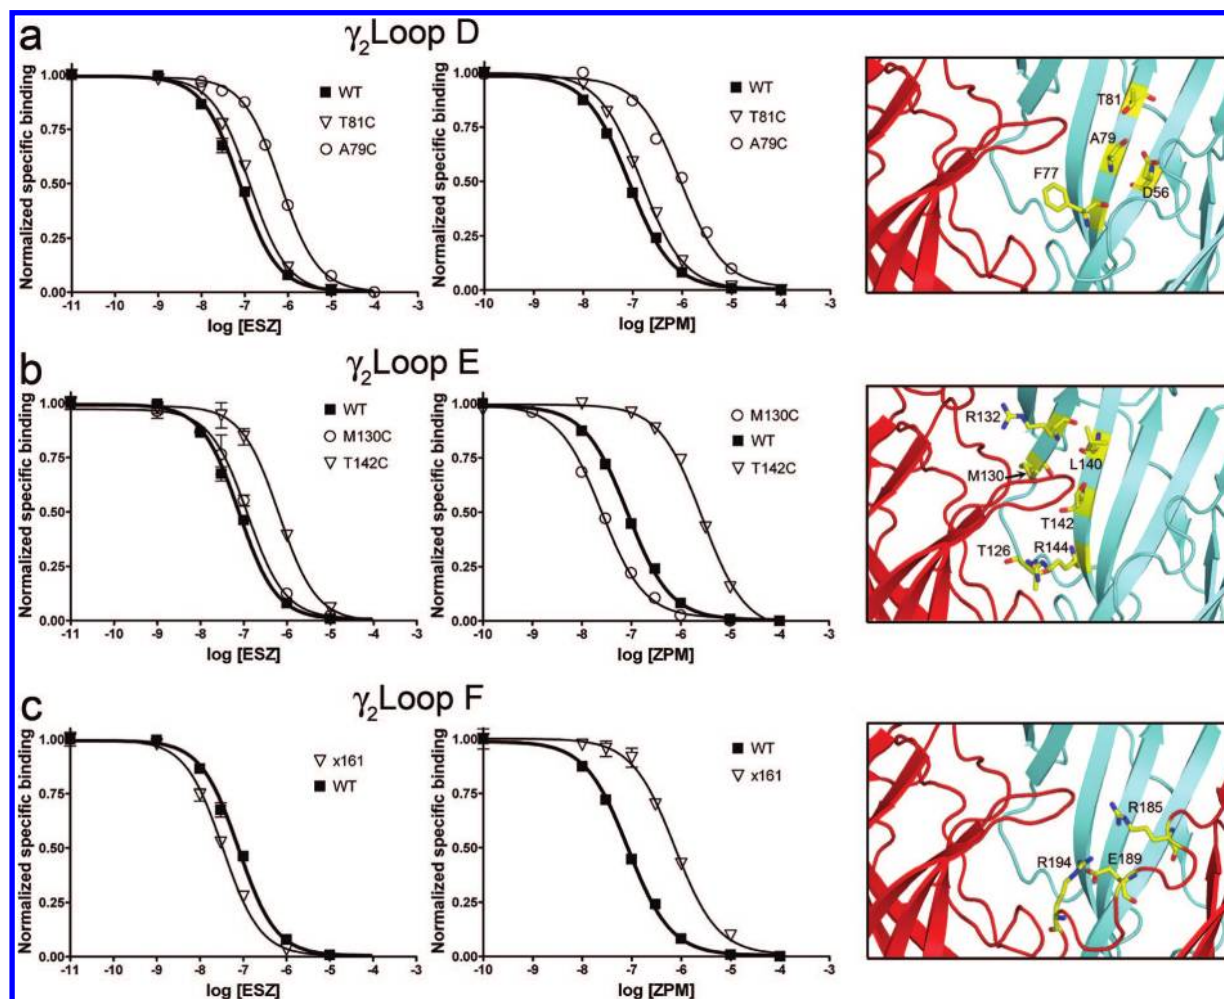 a
γ2Loop D
Normalized specific binding
1.00
0.75
0.50
0.25
0.00
-11 -10 -9 -8 -7 -6 -5 -4 -3
log [ESZ]
WT
T81C
A79C
Normalized specific binding
1.00
0.75
0.50
0.25
0.00
-10 -9 -8 -7 -6 -5 -4 -3
log [ZPM]
WT
T81C
A79C
T81
A79
F77
D56
b
γ2Loop E
Normalized specific binding
1.00
0.75
0.50
0.25
0.00
-11 -10 -9 -8 -7 -6 -5 -4 -3
log [ESZ]
WT
M130C
T142C
Normalized specific binding
1.00
0.75
0.50
0.25
0.00
-10 -9 -8 -7 -6 -5 -4 -3
log [ZPM]
M130C
WT
T142C
R132
L140
M130
T142
T126 R144
c
γ2Loop F
Normalized specific binding
1.00
0.75
0.50
0.25
0.00
-11 -10 -9 -8 -7 -6 -5 -4 -3
log [ESZ]
x161
WT
Normalized specific binding
1.00
0.75
0.50
0.25
0.00
-10 -9 -8 -7 -6 -5 -4 -3
log [ZPM]
WT
x161
R185
R194 E189